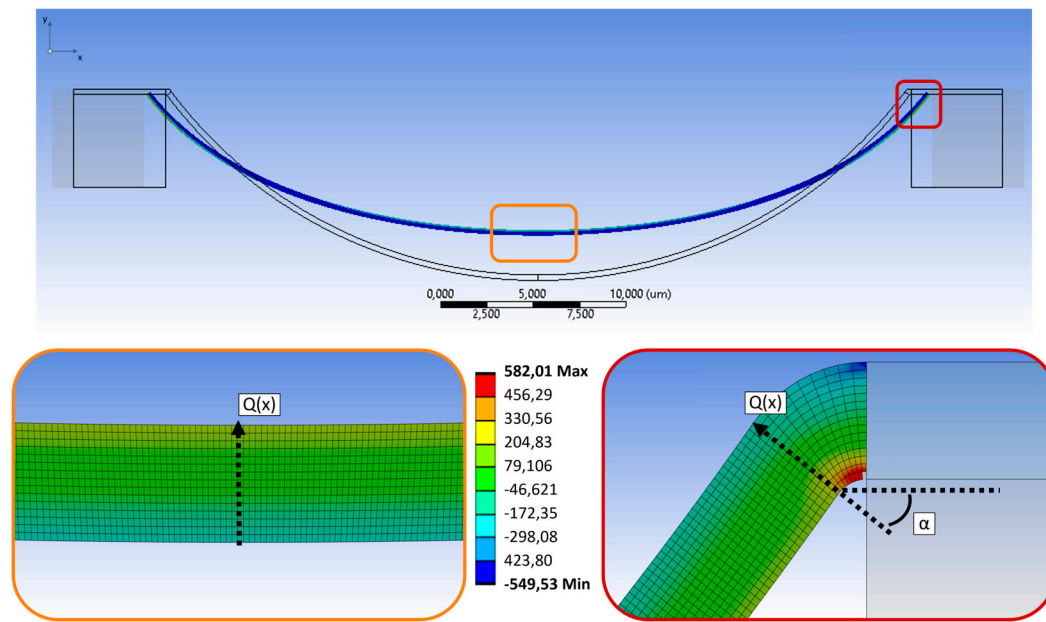 y
x
0,000 5,000 10,000 (um)
2,500 7,500
Q(x)
582,01 Max
456,29
330,56
204,83
79,106
-46,621
-172,35
-298,08
423,80
-549,53 Min
Q(x)
α